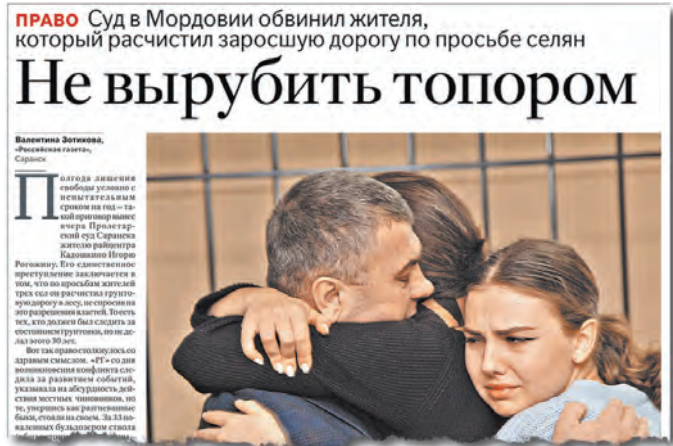 ПРАВО Суд в Мордовии обвинил жителя,
который расчистил заросшую дорогу по просьбе селян
Не вырубить топором
Валентина Зотикова,
«Российская газета»,
Саранск
Полгода лишения
свободы условно с
испытательным
сроком на год — та-
кой приговор вынес
вчера Пролетар-
ский суд Саранска
жителю райцентра
Кадошкино Игорю
Рогожину. Его единственное
преступление заключается в
том, что по просьбам жителей
трех сел он расчистил грунто-
вую дорогу в лесу, не спросив на
это разрешения властей. То есть
тех, кто должен был следить за
состоянием грунтовки, но не де-
лал этого 30 лет.
Вот так право столкнулось со
здравым смыслом. «РГ» со дня
возникновения конфликта сле-
дила за развитием событий,
указывала на абсурдность дей-
ствия местных чиновников, но
те, упершись как разгневанные
быки, стояли на своем. За 33 по-
валенных бульдозером ствола